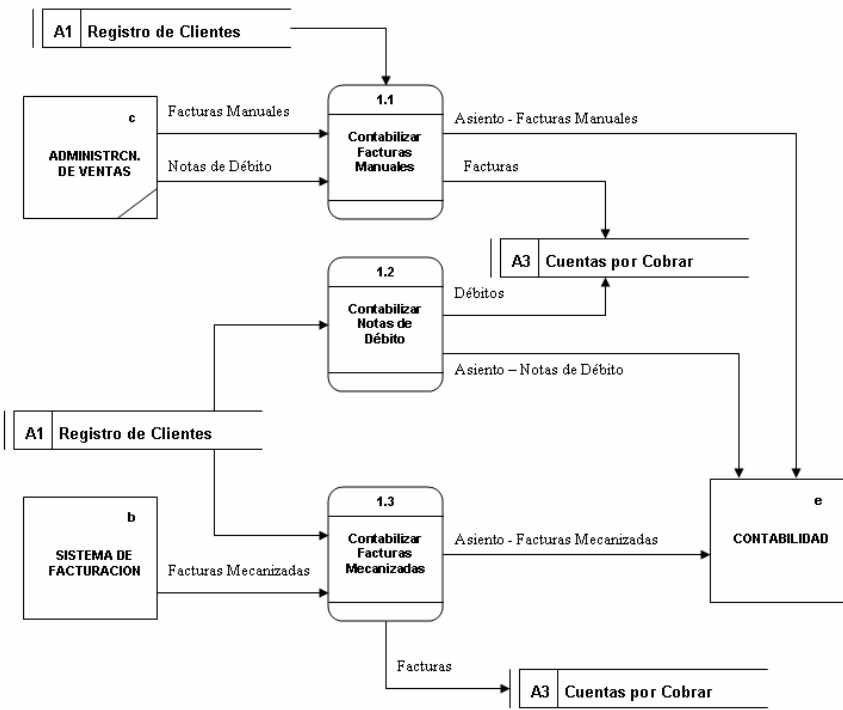 A1 Registro de Clientes
c
ADMINISTRCN.
DE VENTAS
Facturas Manuales
Notas de Débito
1.1
Contabilizar
Facturas
Manuales
Asiento - Facturas Manuales
Facturas
A3 Cuentas por Cobrar
1.2
Contabilizar
Notas de
Débito
Débitos
Asiento – Notas de Débito
A1 Registro de Clientes
b
SISTEMA DE
FACTURACION
Facturas Mecanizadas
1.3
Contabilizar
Facturas
Mecanizadas
Asiento - Facturas Mecanizadas
e
CONTABILIDAD
Facturas
A3 Cuentas por Cobrar